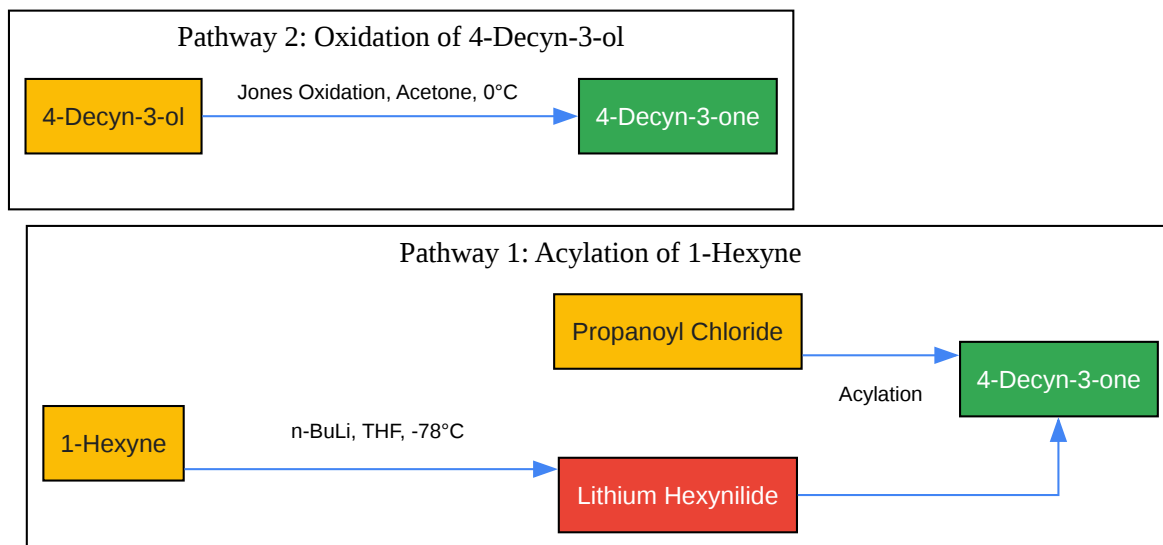 Pathway 2: Oxidation of 4-Decyn-3-ol
4-Decyn-3-ol
Jones Oxidation, Acetone, 0°C
4-Decyn-3-one
Pathway 1: Acylation of 1-Hexyne
Propanoyl Chloride
Acylation
4-Decyn-3-one
1-Hexyne
n-BuLi, THF, -78°C
Lithium Hexynilide